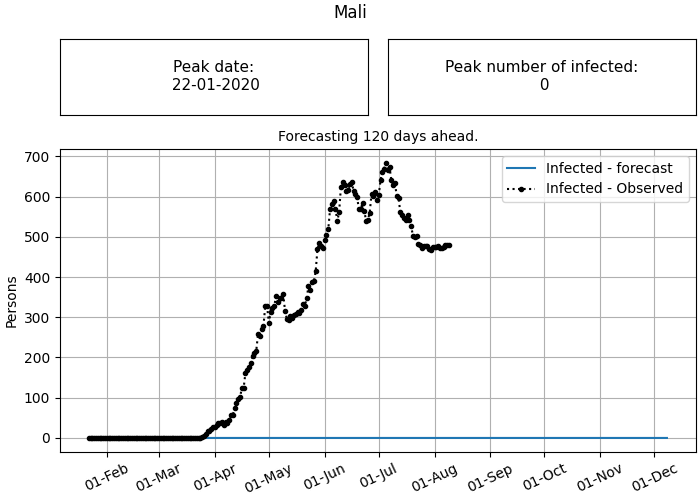 Mali
Peak date:
22-01-2020
Peak number of infected:
0
Forecasting 120 days ahead.
Infected - forecast
Infected - Observed
Persons
700
600
500
400
300
200
100
0
01-Feb
01-Mar
01-Apr
01-May
01-Jun
01-Jul
01-Aug
01-Sep
01-Oct
01-Nov
01-Dec